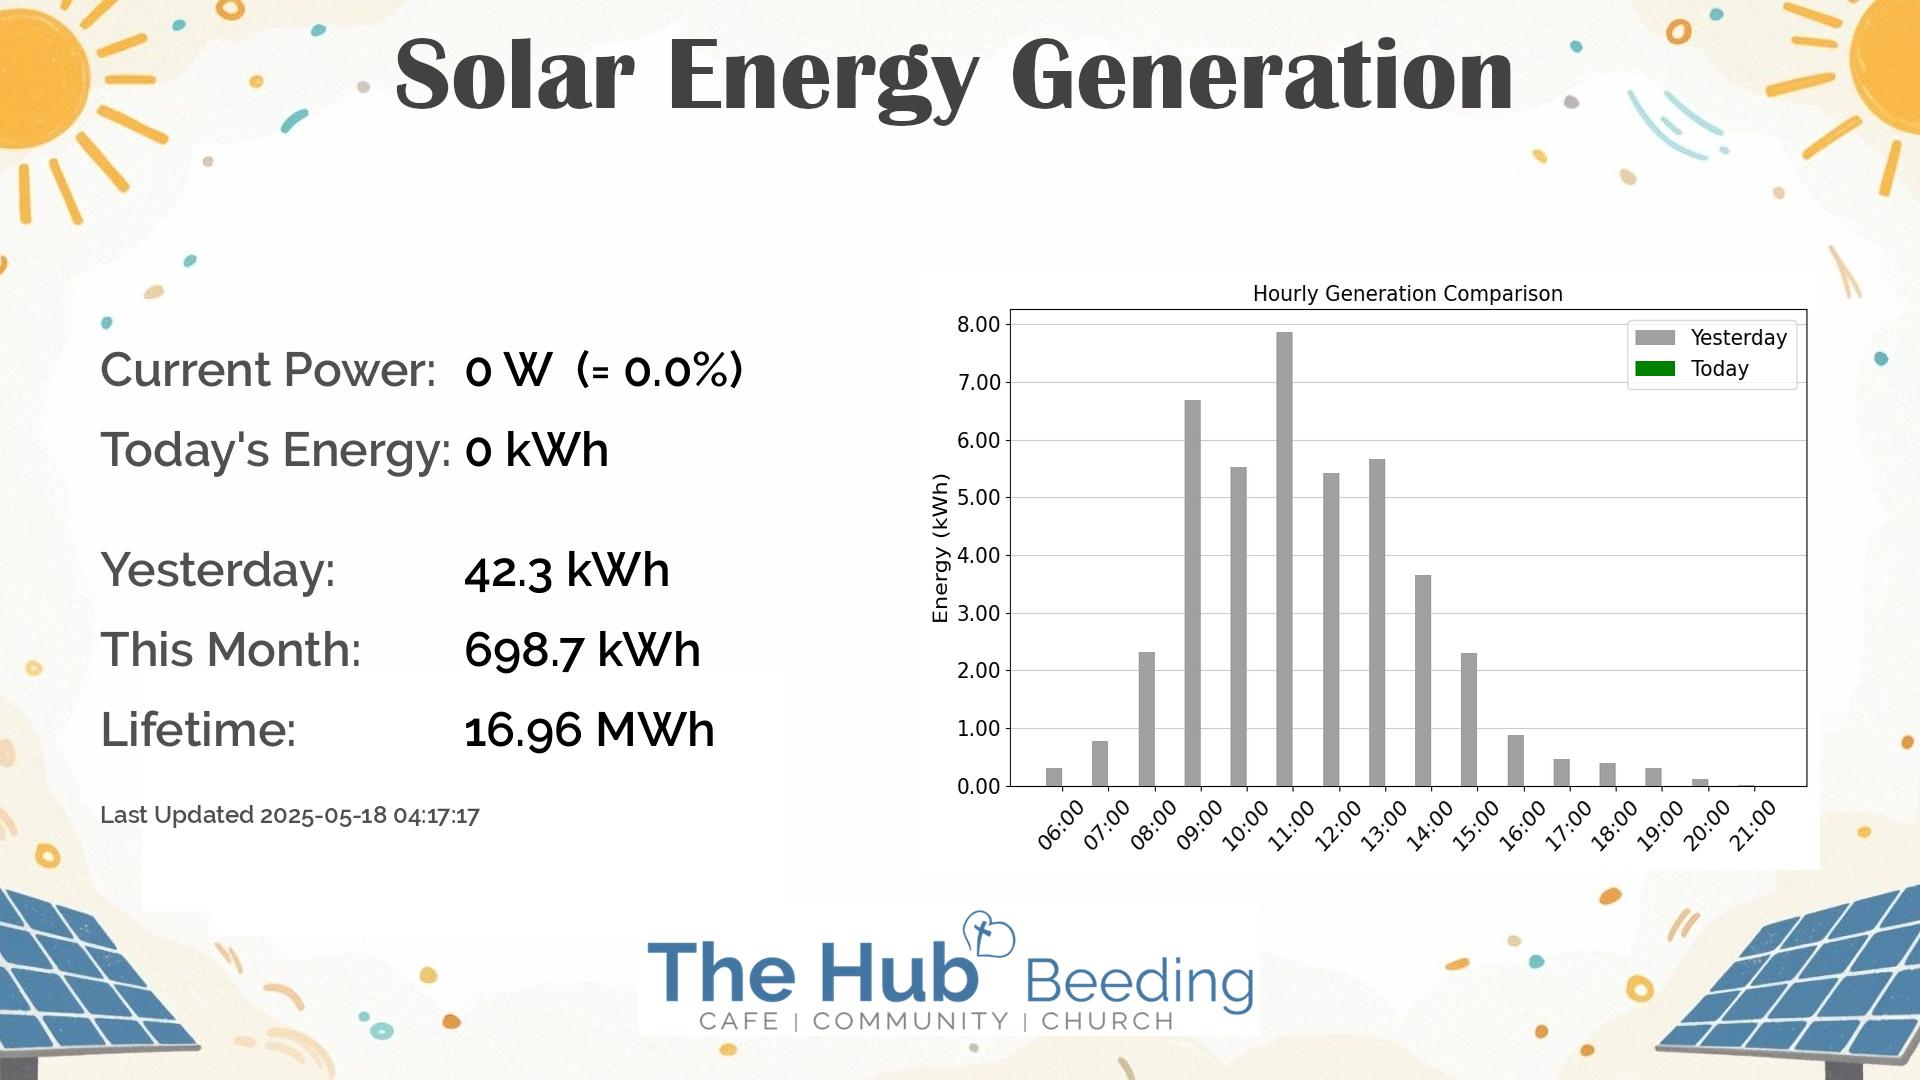 Solar Energy Generation
Current Power: 0 W (= 0.0%)
Today's Energy: 0 kWh
Yesterday: 42.3 kWh
This Month: 698.7 kWh
Lifetime: 16.96 MWh
Last Updated 2025-05-18 04:17:17
Hourly Generation Comparison
Yesterday
Today
Energy (kWh)
8.00
7.00
6.00
5.00
4.00
3.00
2.00
1.00
0.00
06:00 07:00 08:00 09:00 10:00 11:00 12:00 13:00 14:00 15:00 16:00 17:00 18:00 19:00 20:00 21:00
The Hub Beeding
CAFE | COMMUNITY | CHURCH